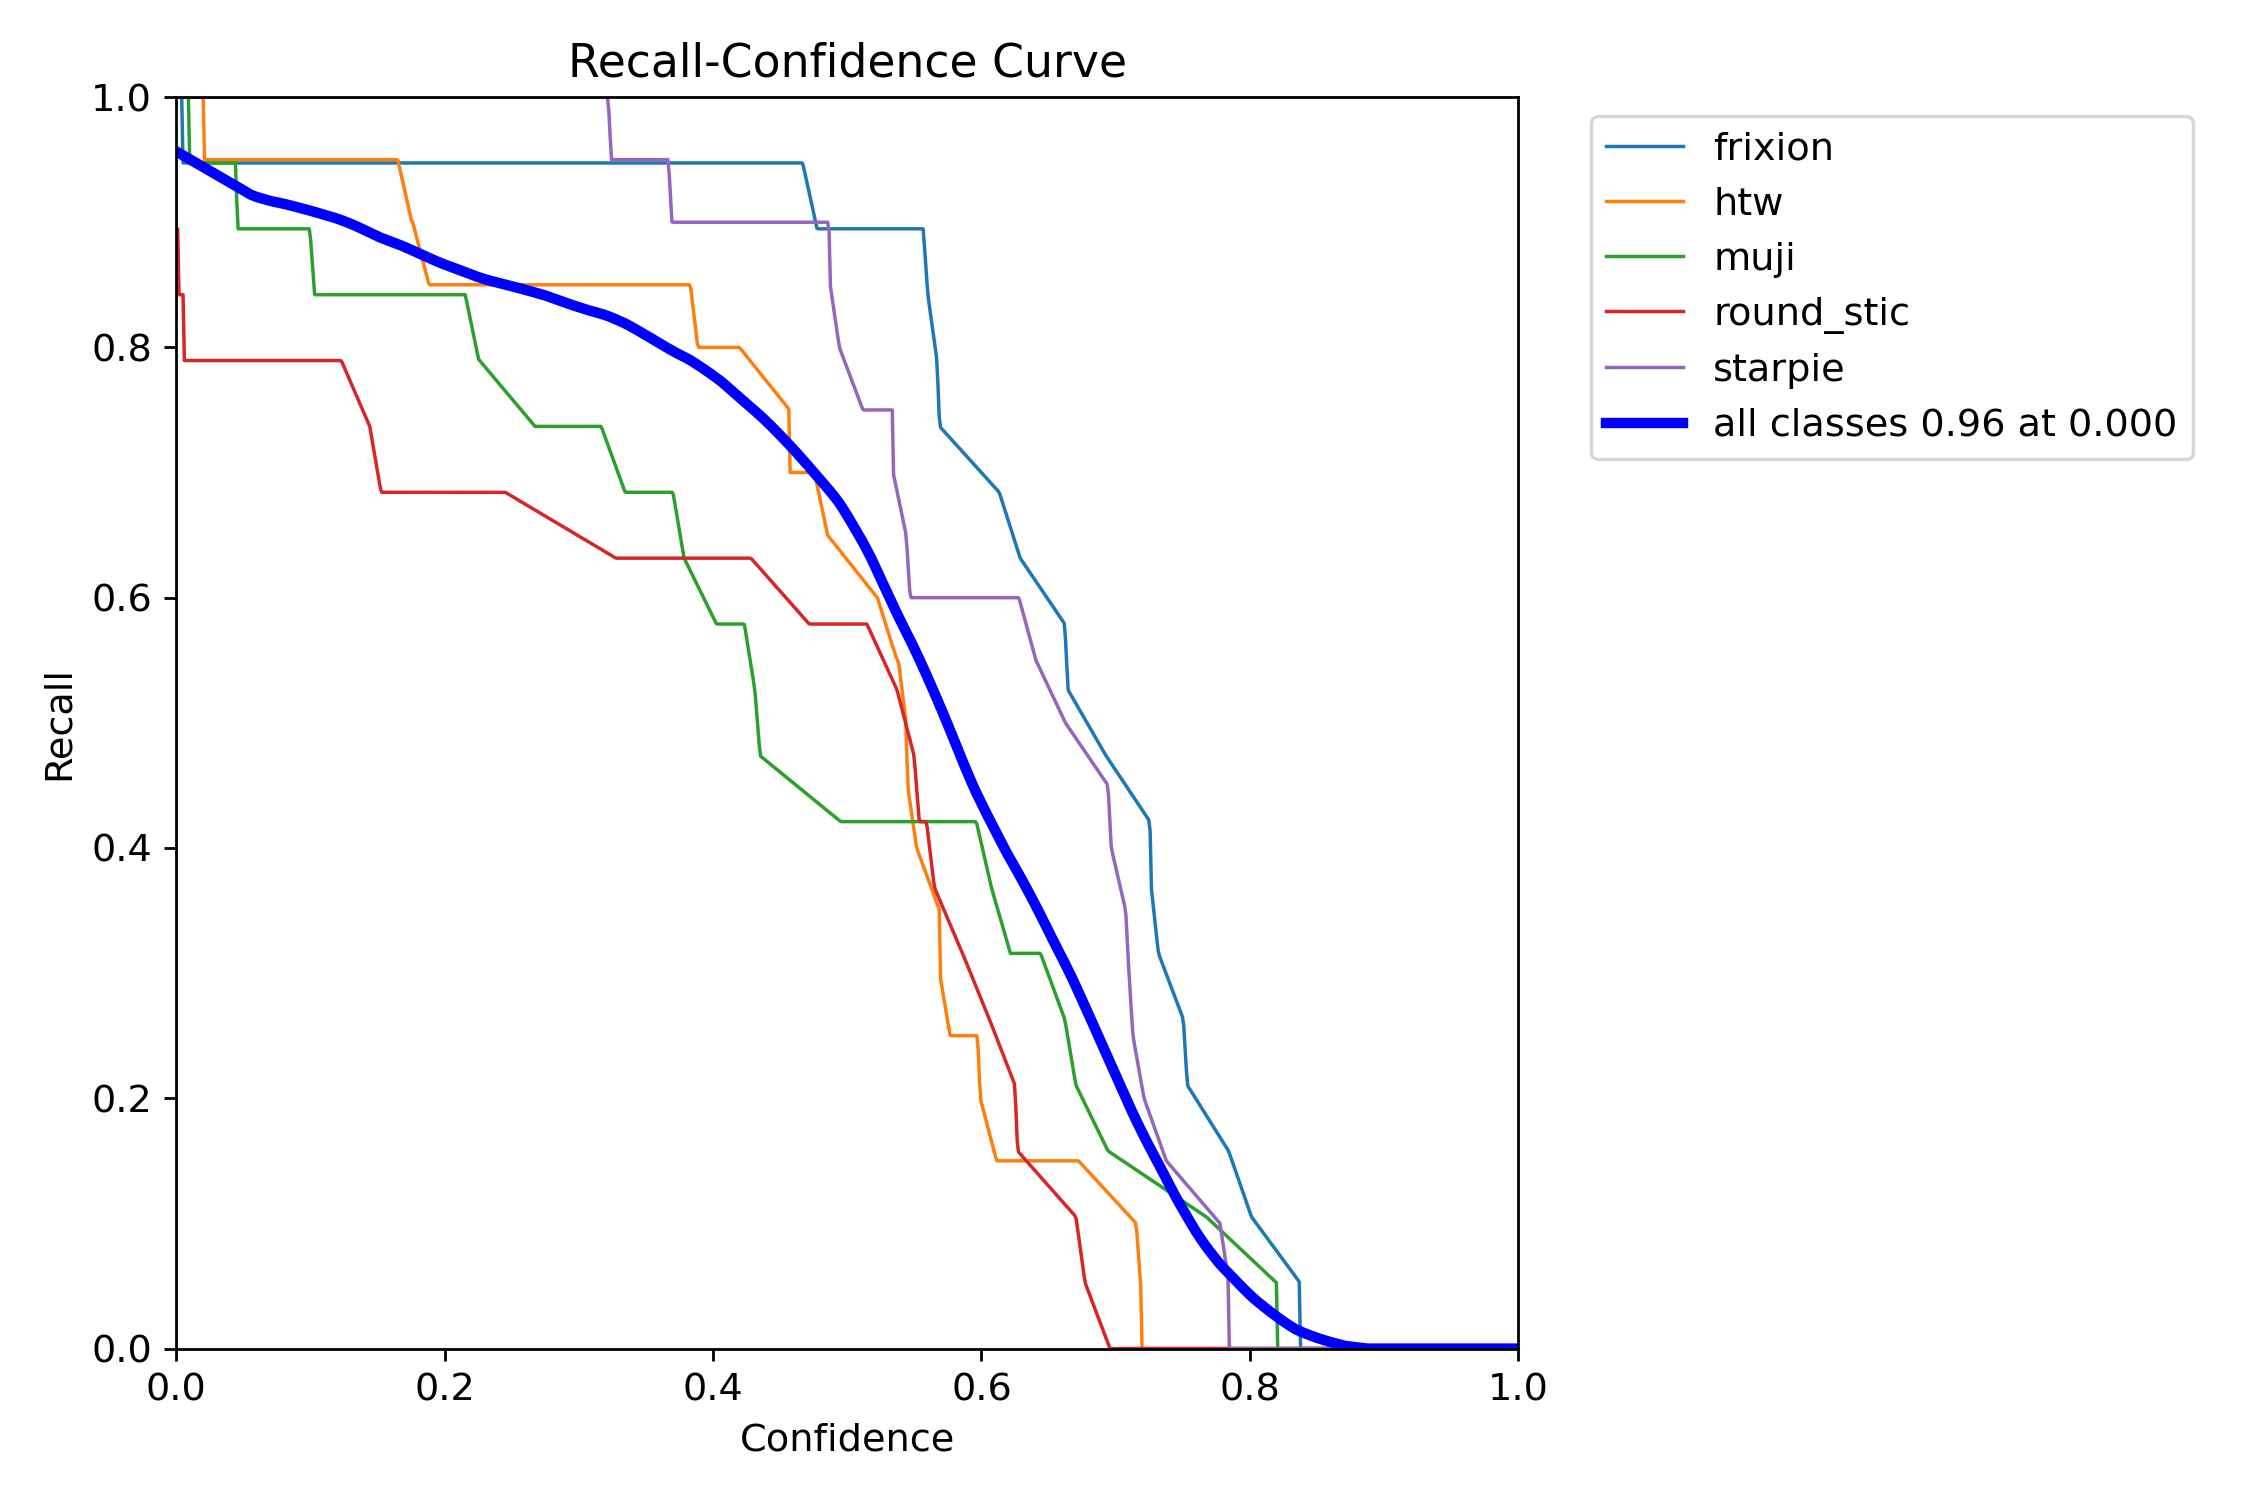 Recall-Confidence Curve
1.0
0.8
0.6
0.4
0.2
0.0
Recall
0.0 0.2 0.4 0.6 0.8 1.0
Confidence
frixion
htw
muji
round_stic
starpie
all classes 0.96 at 0.000